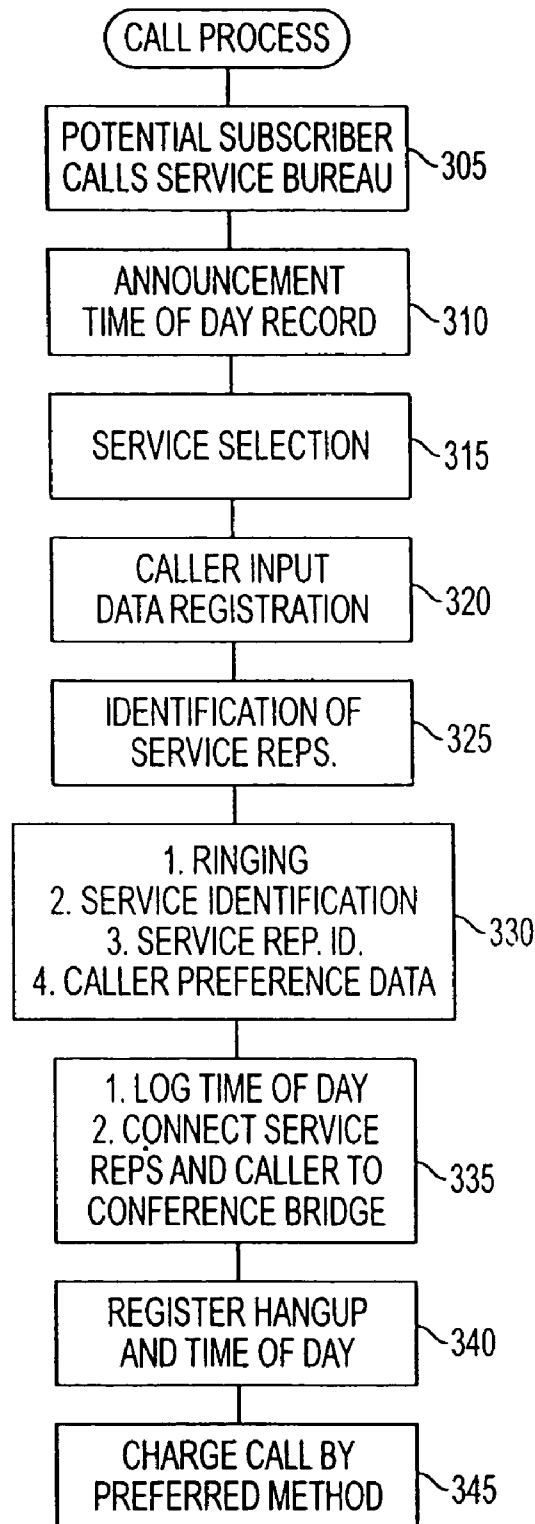 CALL PROCESS
POTENTIAL SUBSCRIBER
CALLS SERVICE BUREAU
305
ANNOUNCEMENT
TIME OF DAY RECORD
310
SERVICE SELECTION
315
CALLER INPUT
DATA REGISTRATION
320
IDENTIFICATION OF
SERVICE REPS.
325
1. RINGING
2. SERVICE IDENTIFICATION
3. SERVICE REP. ID.
4. CALLER PREFERENCE DATA
330
1. LOG TIME OF DAY
2. CONNECT SERVICE
REPS AND CALLER TO
CONFERENCE BRIDGE
335
REGISTER HANGUP
AND TIME OF DAY
340
CHARGE CALL BY
PREFERRED METHOD
345